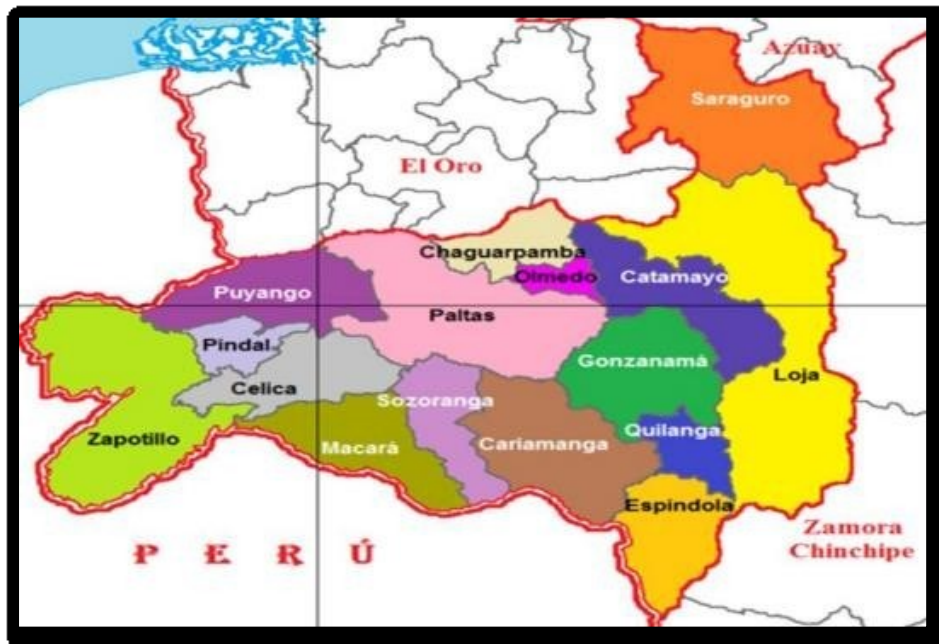 Azuay
Saraguro
El Oro
Chaguarpamba
Olmedo
Catamayo
Puyango
Paltas
Pindal
Gonzanamá
Loja
Celica
Sozoranga
Zapotillo
Macará
Cariamanga
Quilanga
Espindola
Zamora
Chinchipe
PERÚ